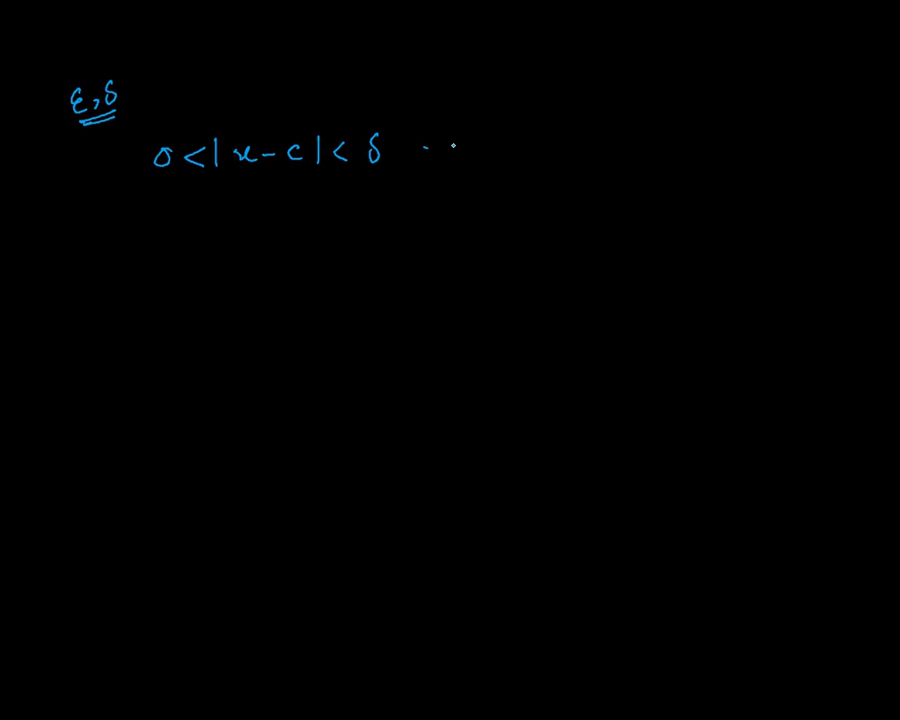 ε, δ
0 < | x - c | < δ